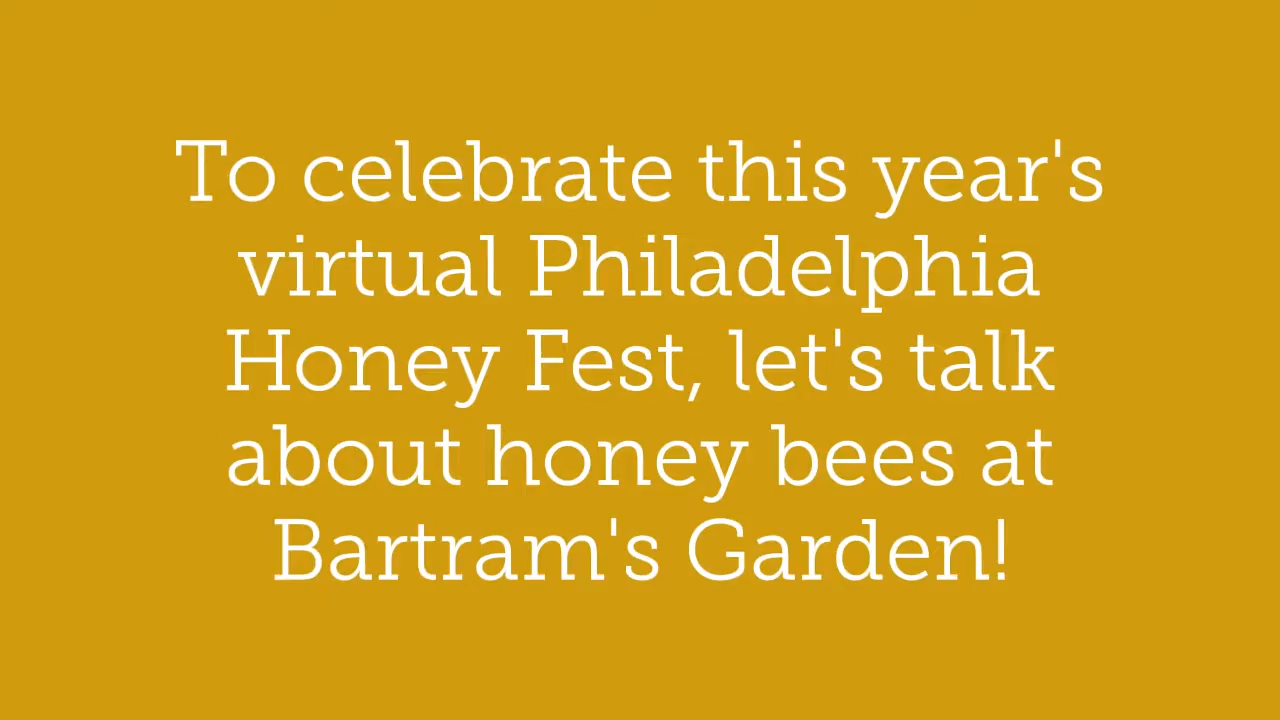 To celebrate this year's
virtual Philadelphia
Honey Fest, let's talk
about honey bees at
Bartram's Garden!